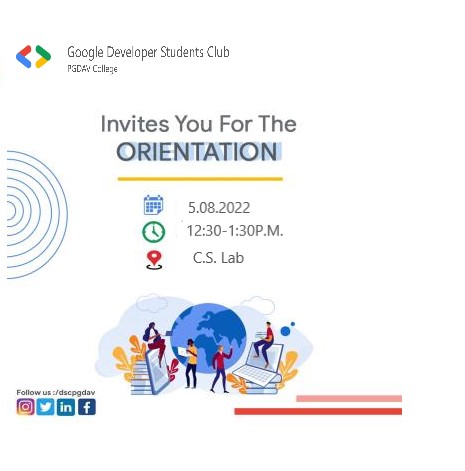 Google Developer Students Club
PGDAV College
Invites You For The
ORIENTATION
5.08.2022
12:30-1:30P.M.
C.S. Lab
Follow us :/dscpgdav